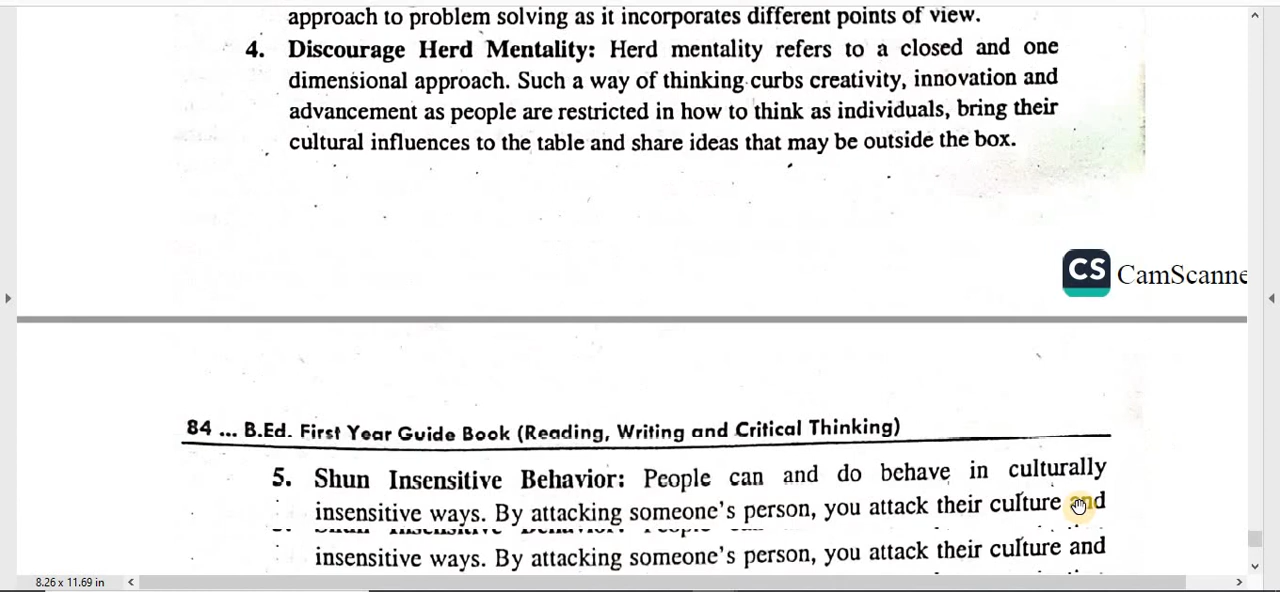 approach to problem solving as it incorporates different points of view.
4. Discourage Herd Mentality: Herd mentality refers to a closed and one
dimensional approach. Such a way of thinking curbs creativity, innovation and
advancement as people are restricted in how to think as individuals, bring their
cultural influences to the table and share ideas that may be outside the box.
CS CamScanne
84 ... B.Ed. First Year Guide Book (Reading, Writing and Critical Thinking)
5. Shun Insensitive Behavior: People can and do behave in culturally
insensitive ways. By attacking someone's person, you attack their culture and
insensitive ways. By attacking someone's person, you attack their culture and
8.26 x 11.69 in